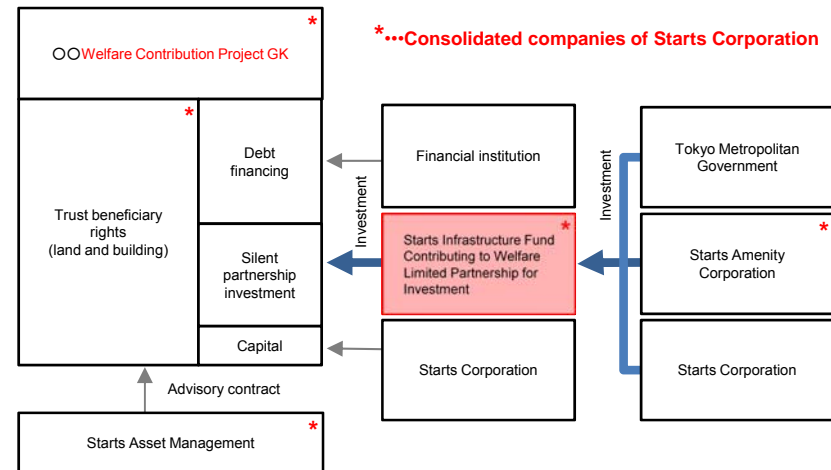 *
○○Welfare Contribution Project GK
*•••Consolidated companies of Starts Corporation
*
Trust beneficiary
rights
(land and building)
Debt
financing
Silent
partnership
investment
Capital
Investment
Financial institution
*
Starts Infrastructure Fund
Contributing to Welfare
Limited Partnership for
Investment
Starts Corporation
Investment
Tokyo Metropolitan
Government
*
Starts Amenity
Corporation
Starts Corporation
Advisory contract
*
Starts Asset Management